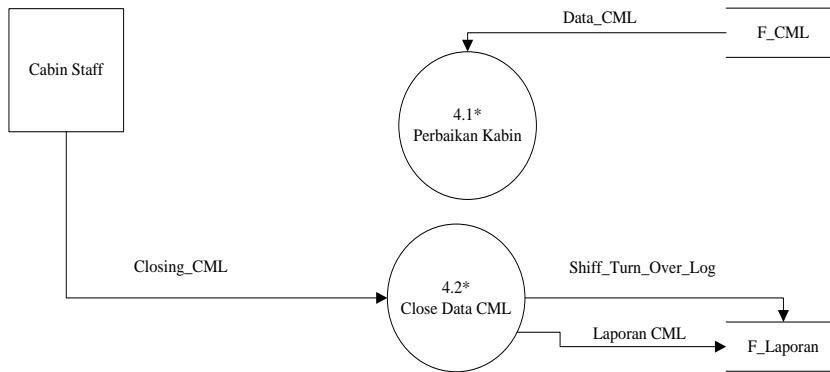 Data_CML
F_CML
Cabin Staff
4.1*
Perbaikan Kabin
Closing_CML
4.2*
Close Data CML
Shiff_Turn_Over_Log
Laporan CML
F_Laporan